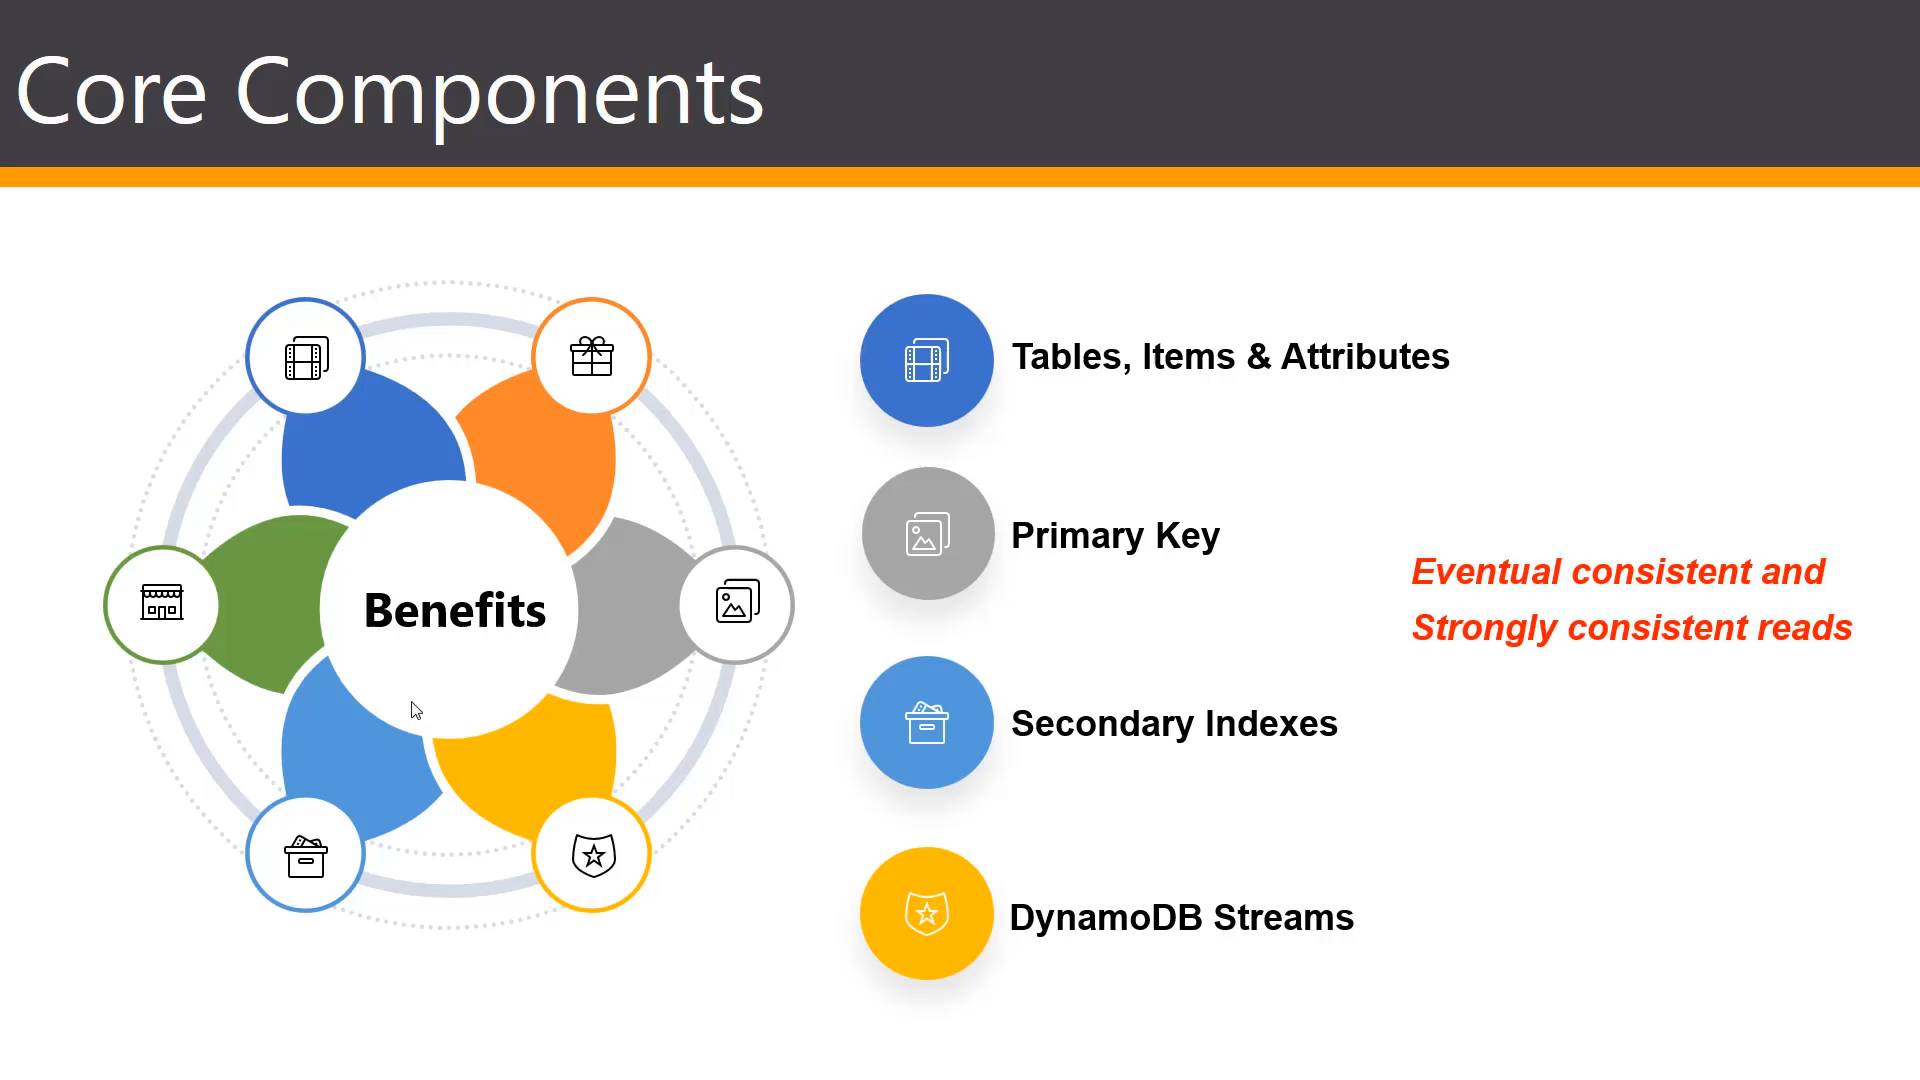 Core Components
Benefits
Tables, Items & Attributes
Primary Key
Eventual consistent and
Strongly consistent reads
Secondary Indexes
DynamoDB Streams